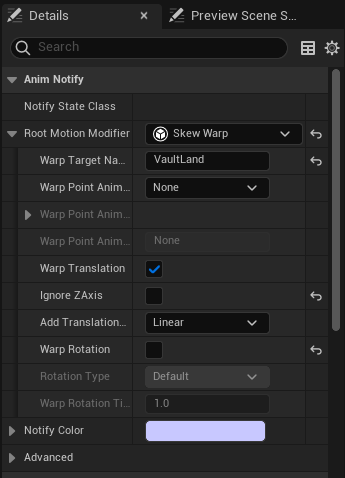 Details
Preview Scene S...
Search
Anim Notify
Notify State Class
Root Motion Modifier Skew Warp
Warp Target Na... VaultLand
Warp Point Anim... None
Warp Point Anim...
Warp Point Anim... None
Warp Translation
Ignore ZAxis
Add Translation... Linear
Warp Rotation
Rotation Type Default
Warp Rotation Ti... 1.0
Notify Color
Advanced